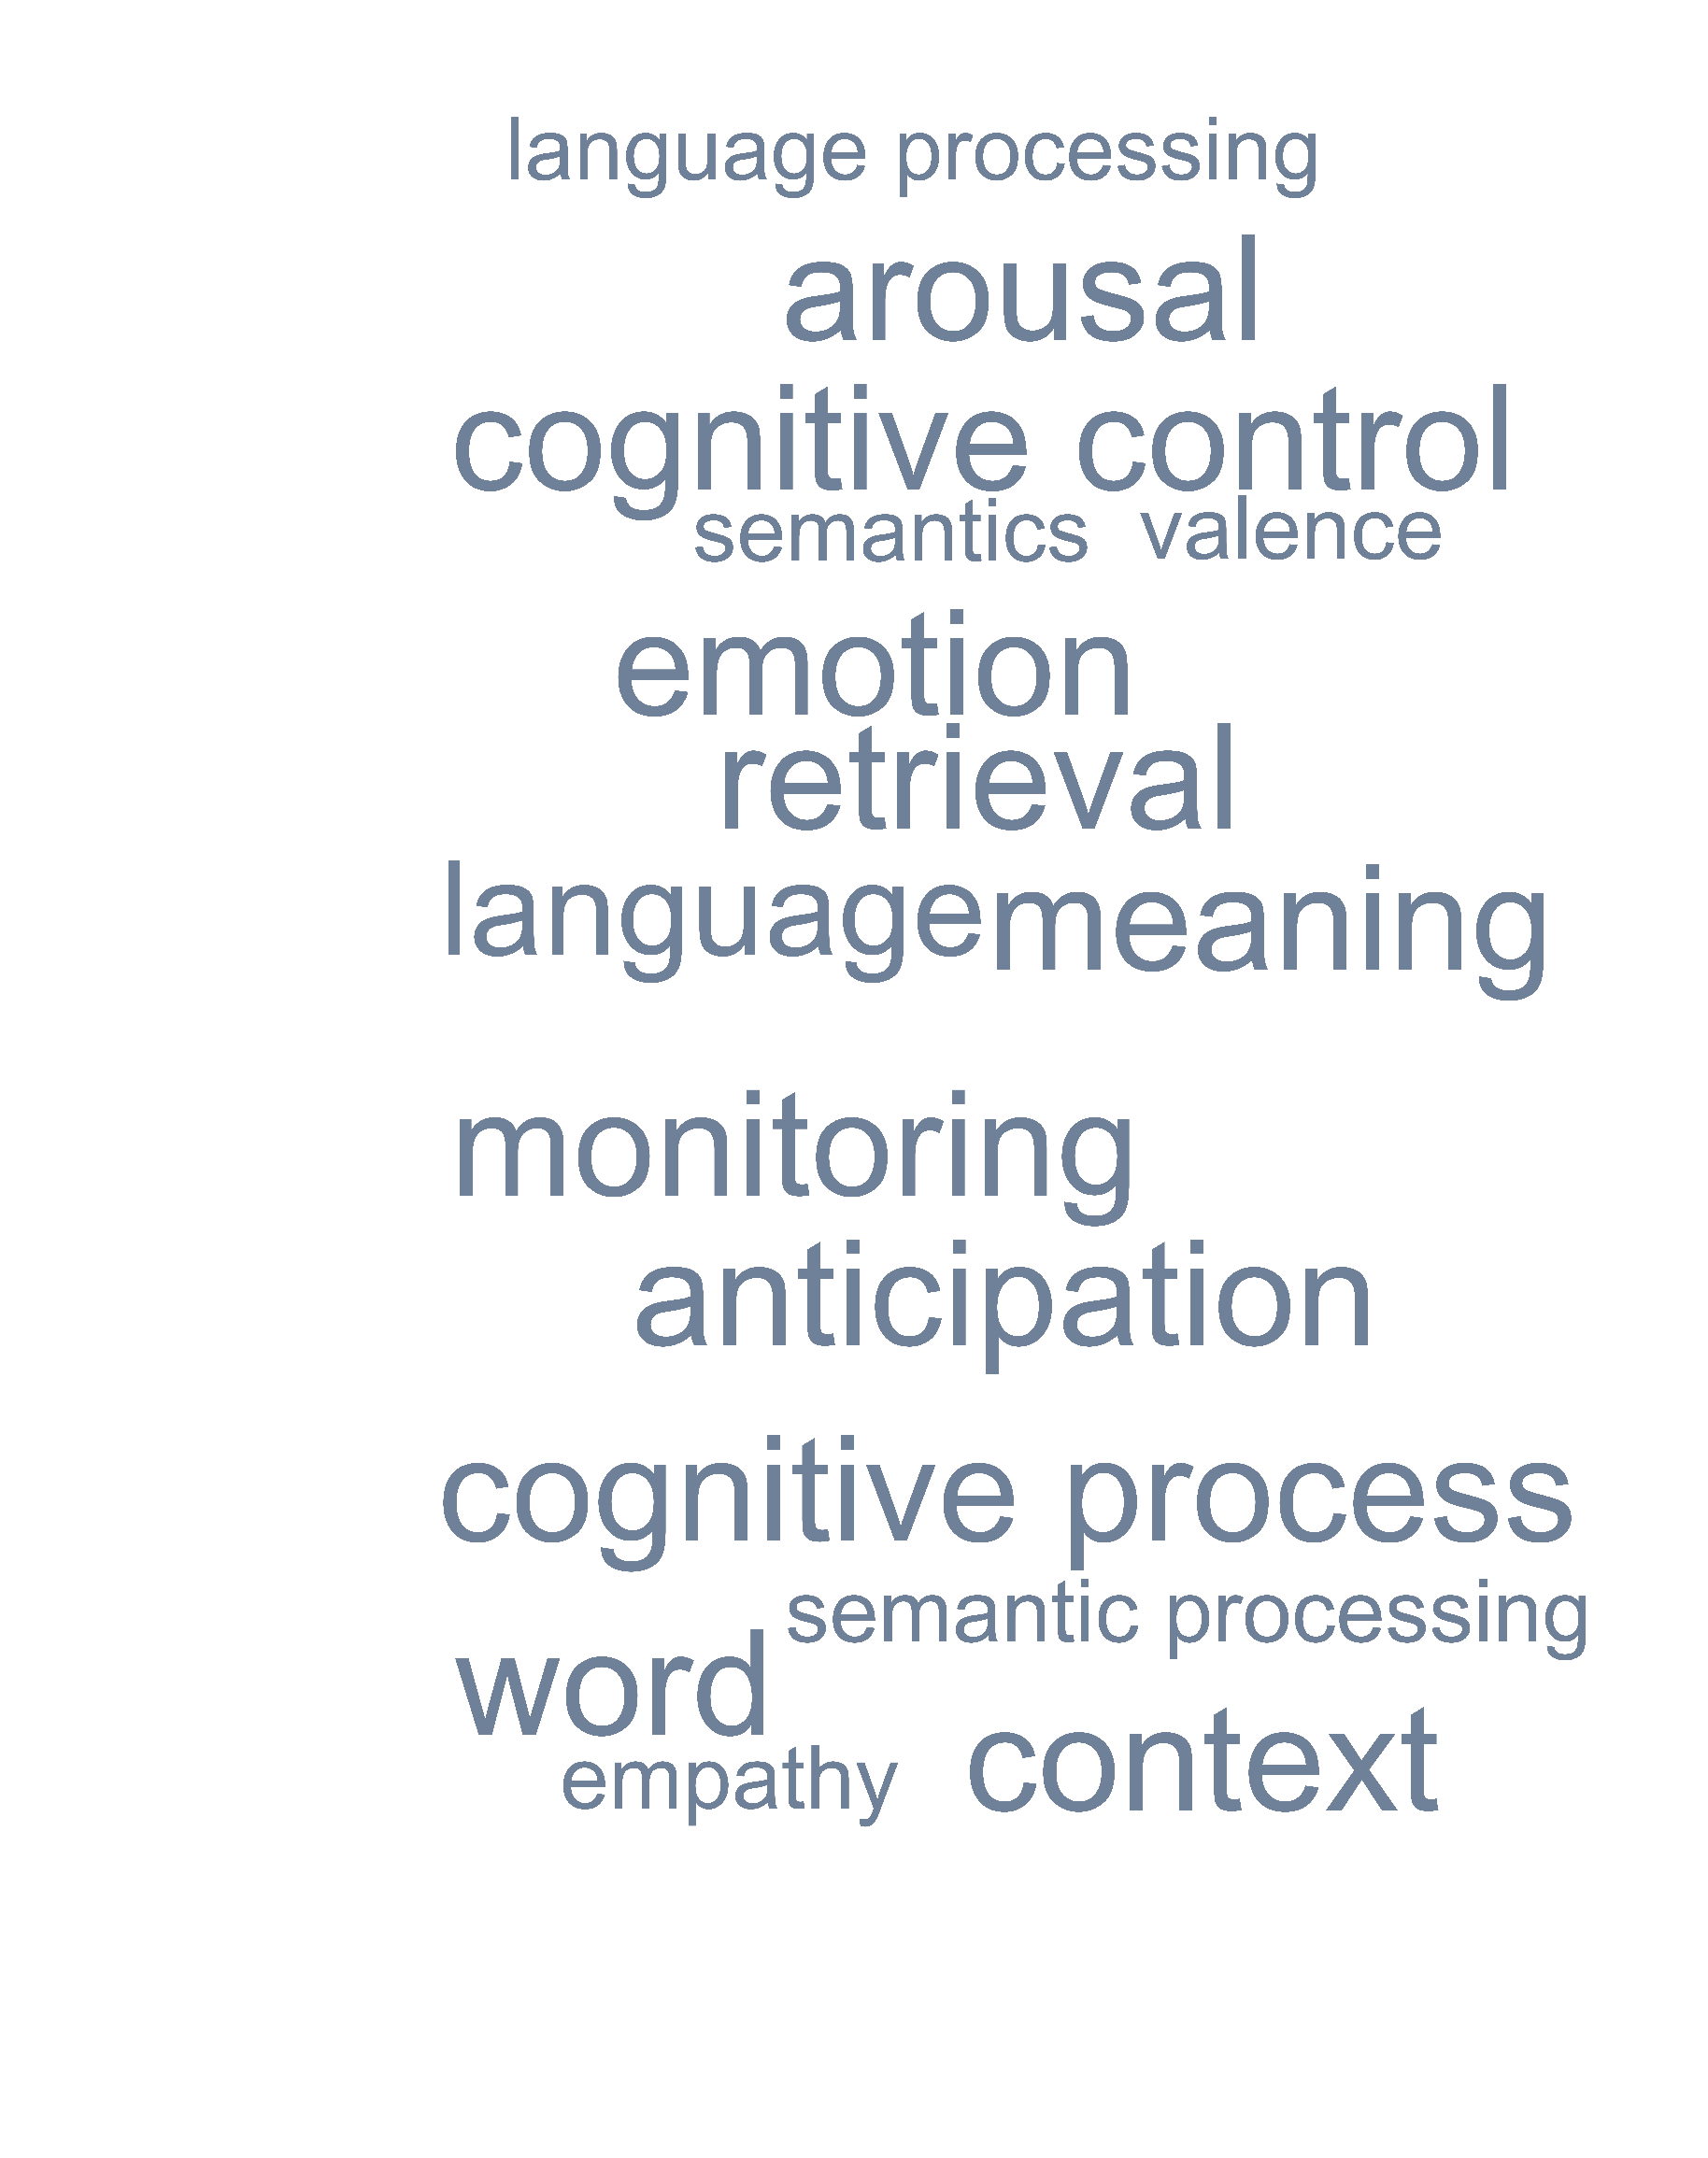 language processing
arousal
cognitive control
semantics valence
emotion
retrieval
language meaning
monitoring
anticipation
cognitive process
semantic processing
word
empathy context